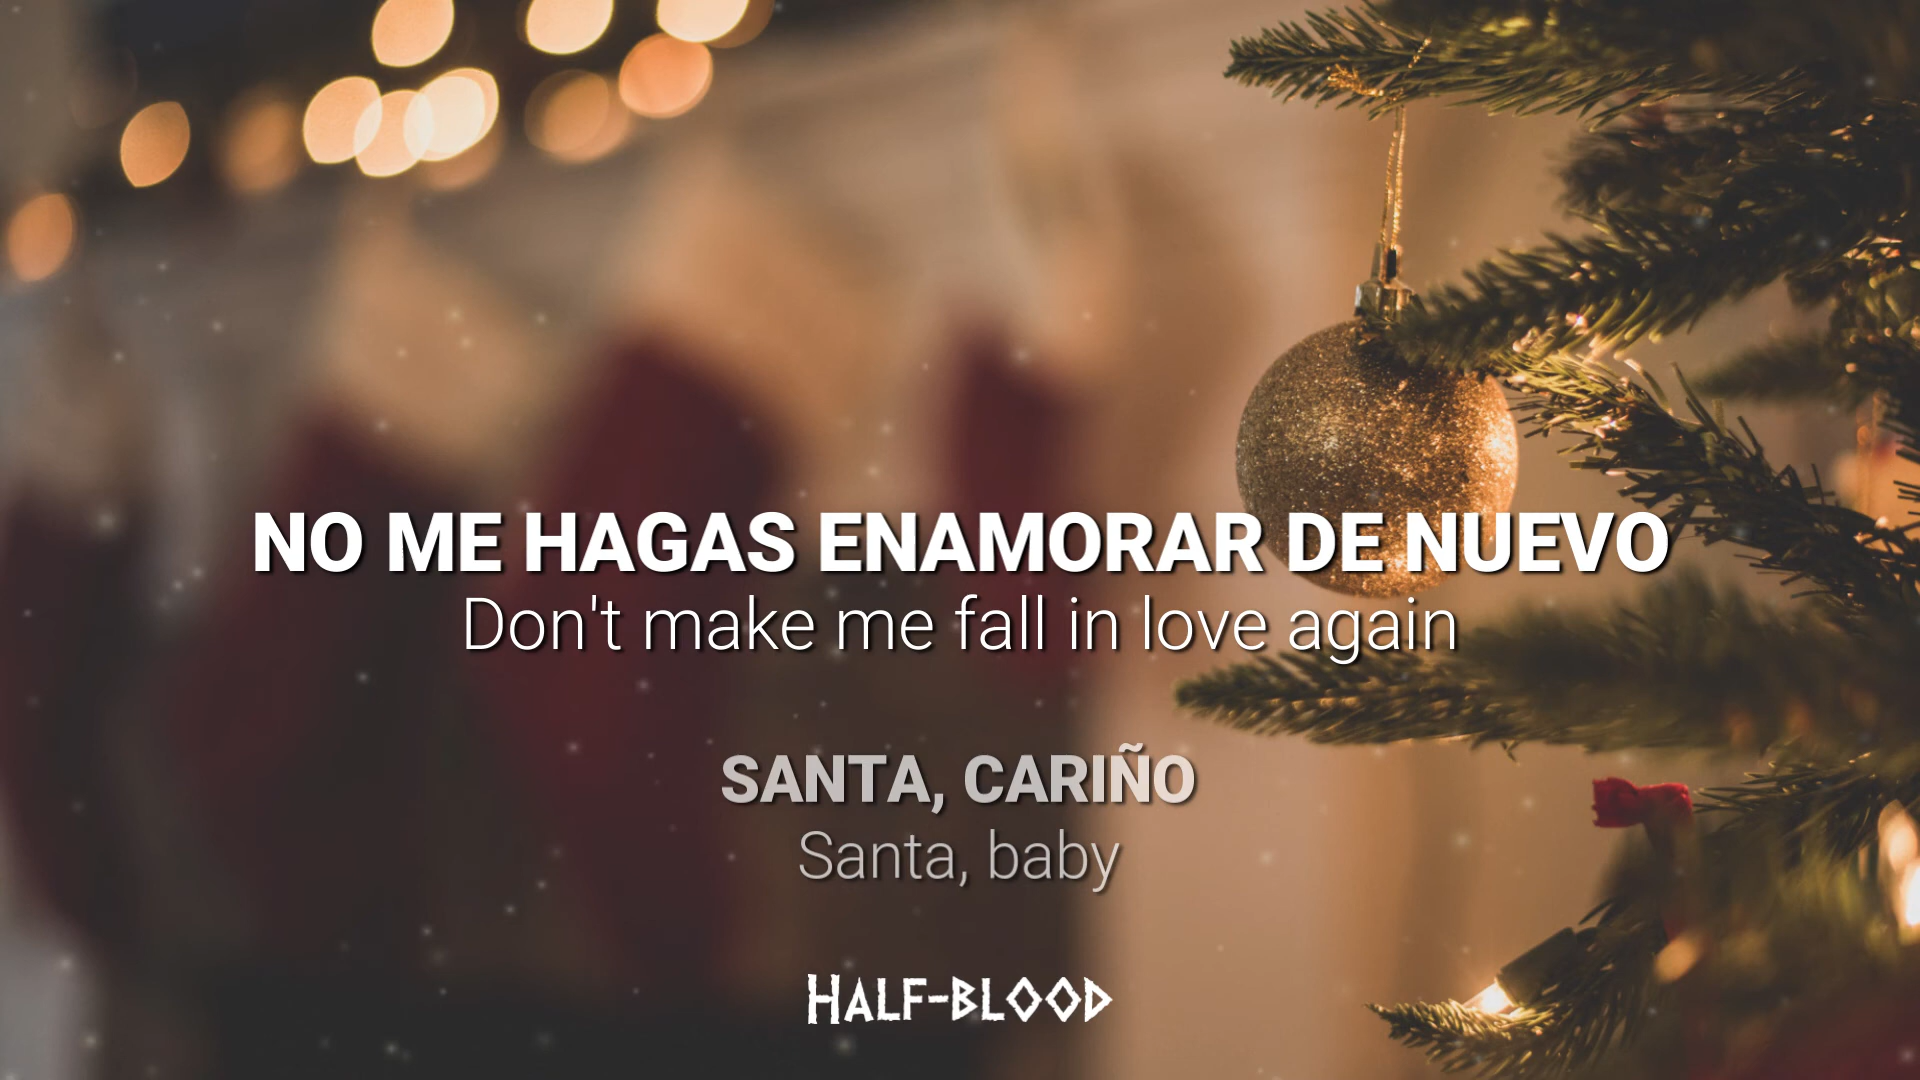 NO ME HAGAS ENAMORAR DE NUEVO
Don't make me fall in love again
SANTA, CARIÑO
Santa, baby
HALF-BLOOD